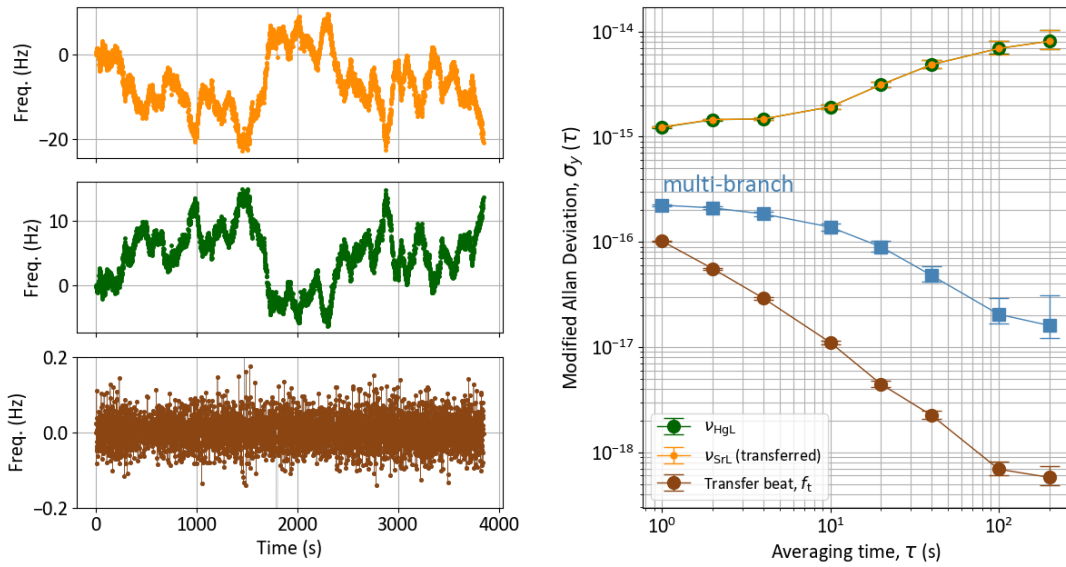 Freq. (Hz)
0
−20
Freq. (Hz)
10
0
Freq. (Hz)
0.2
0.0
−0.2
0
1000
2000
3000
4000
Time (s)
Modified Allan Deviation, σy (τ)
10⁻¹⁴
10⁻¹⁵
10⁻¹⁶
10⁻¹⁷
10⁻¹⁸
multi-branch
νHgL
νSrL (transferred)
Transfer beat, ft
10⁰
10¹
10²
Averaging time, τ (s)